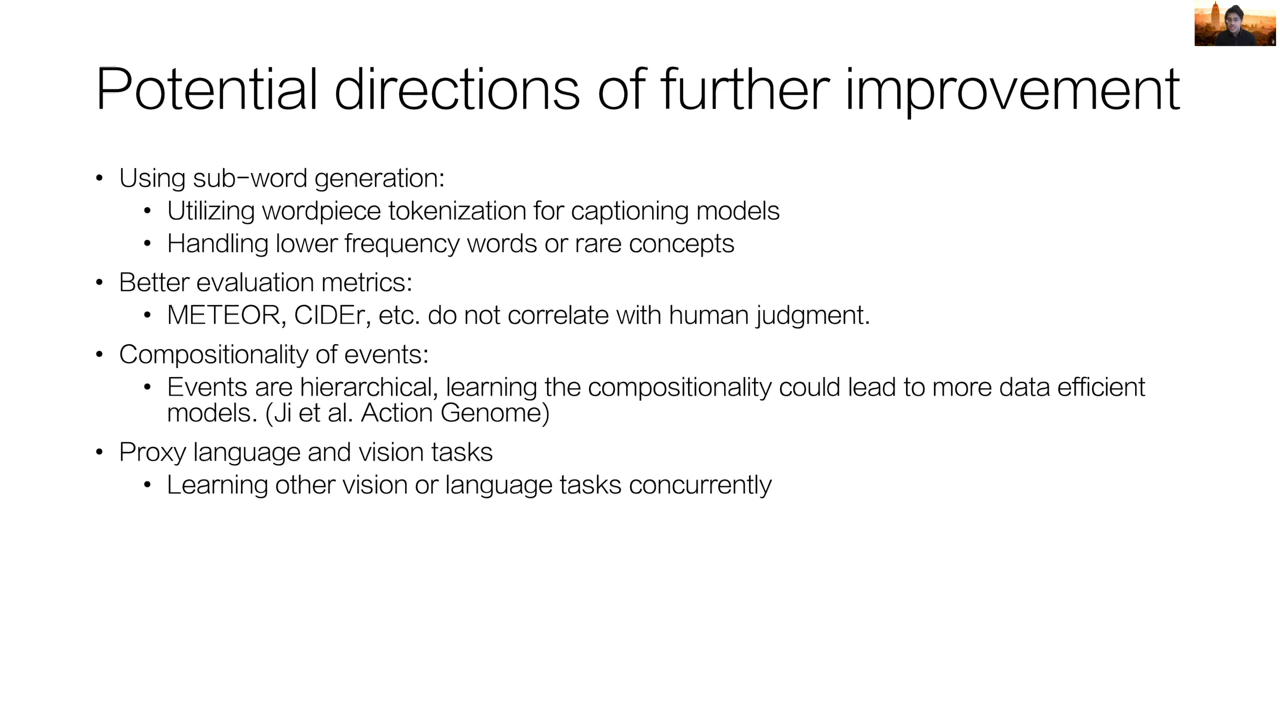 Potential directions of further improvement
• Using sub-word generation:
• Utilizing wordpiece tokenization for captioning models
• Handling lower frequency words or rare concepts
• Better evaluation metrics:
• METEOR, CIDEr, etc. do not correlate with human judgment.
• Compositionality of events:
• Events are hierarchical, learning the compositionality could lead to more data efficient
models. (Ji et al. Action Genome)
• Proxy language and vision tasks
• Learning other vision or language tasks concurrently